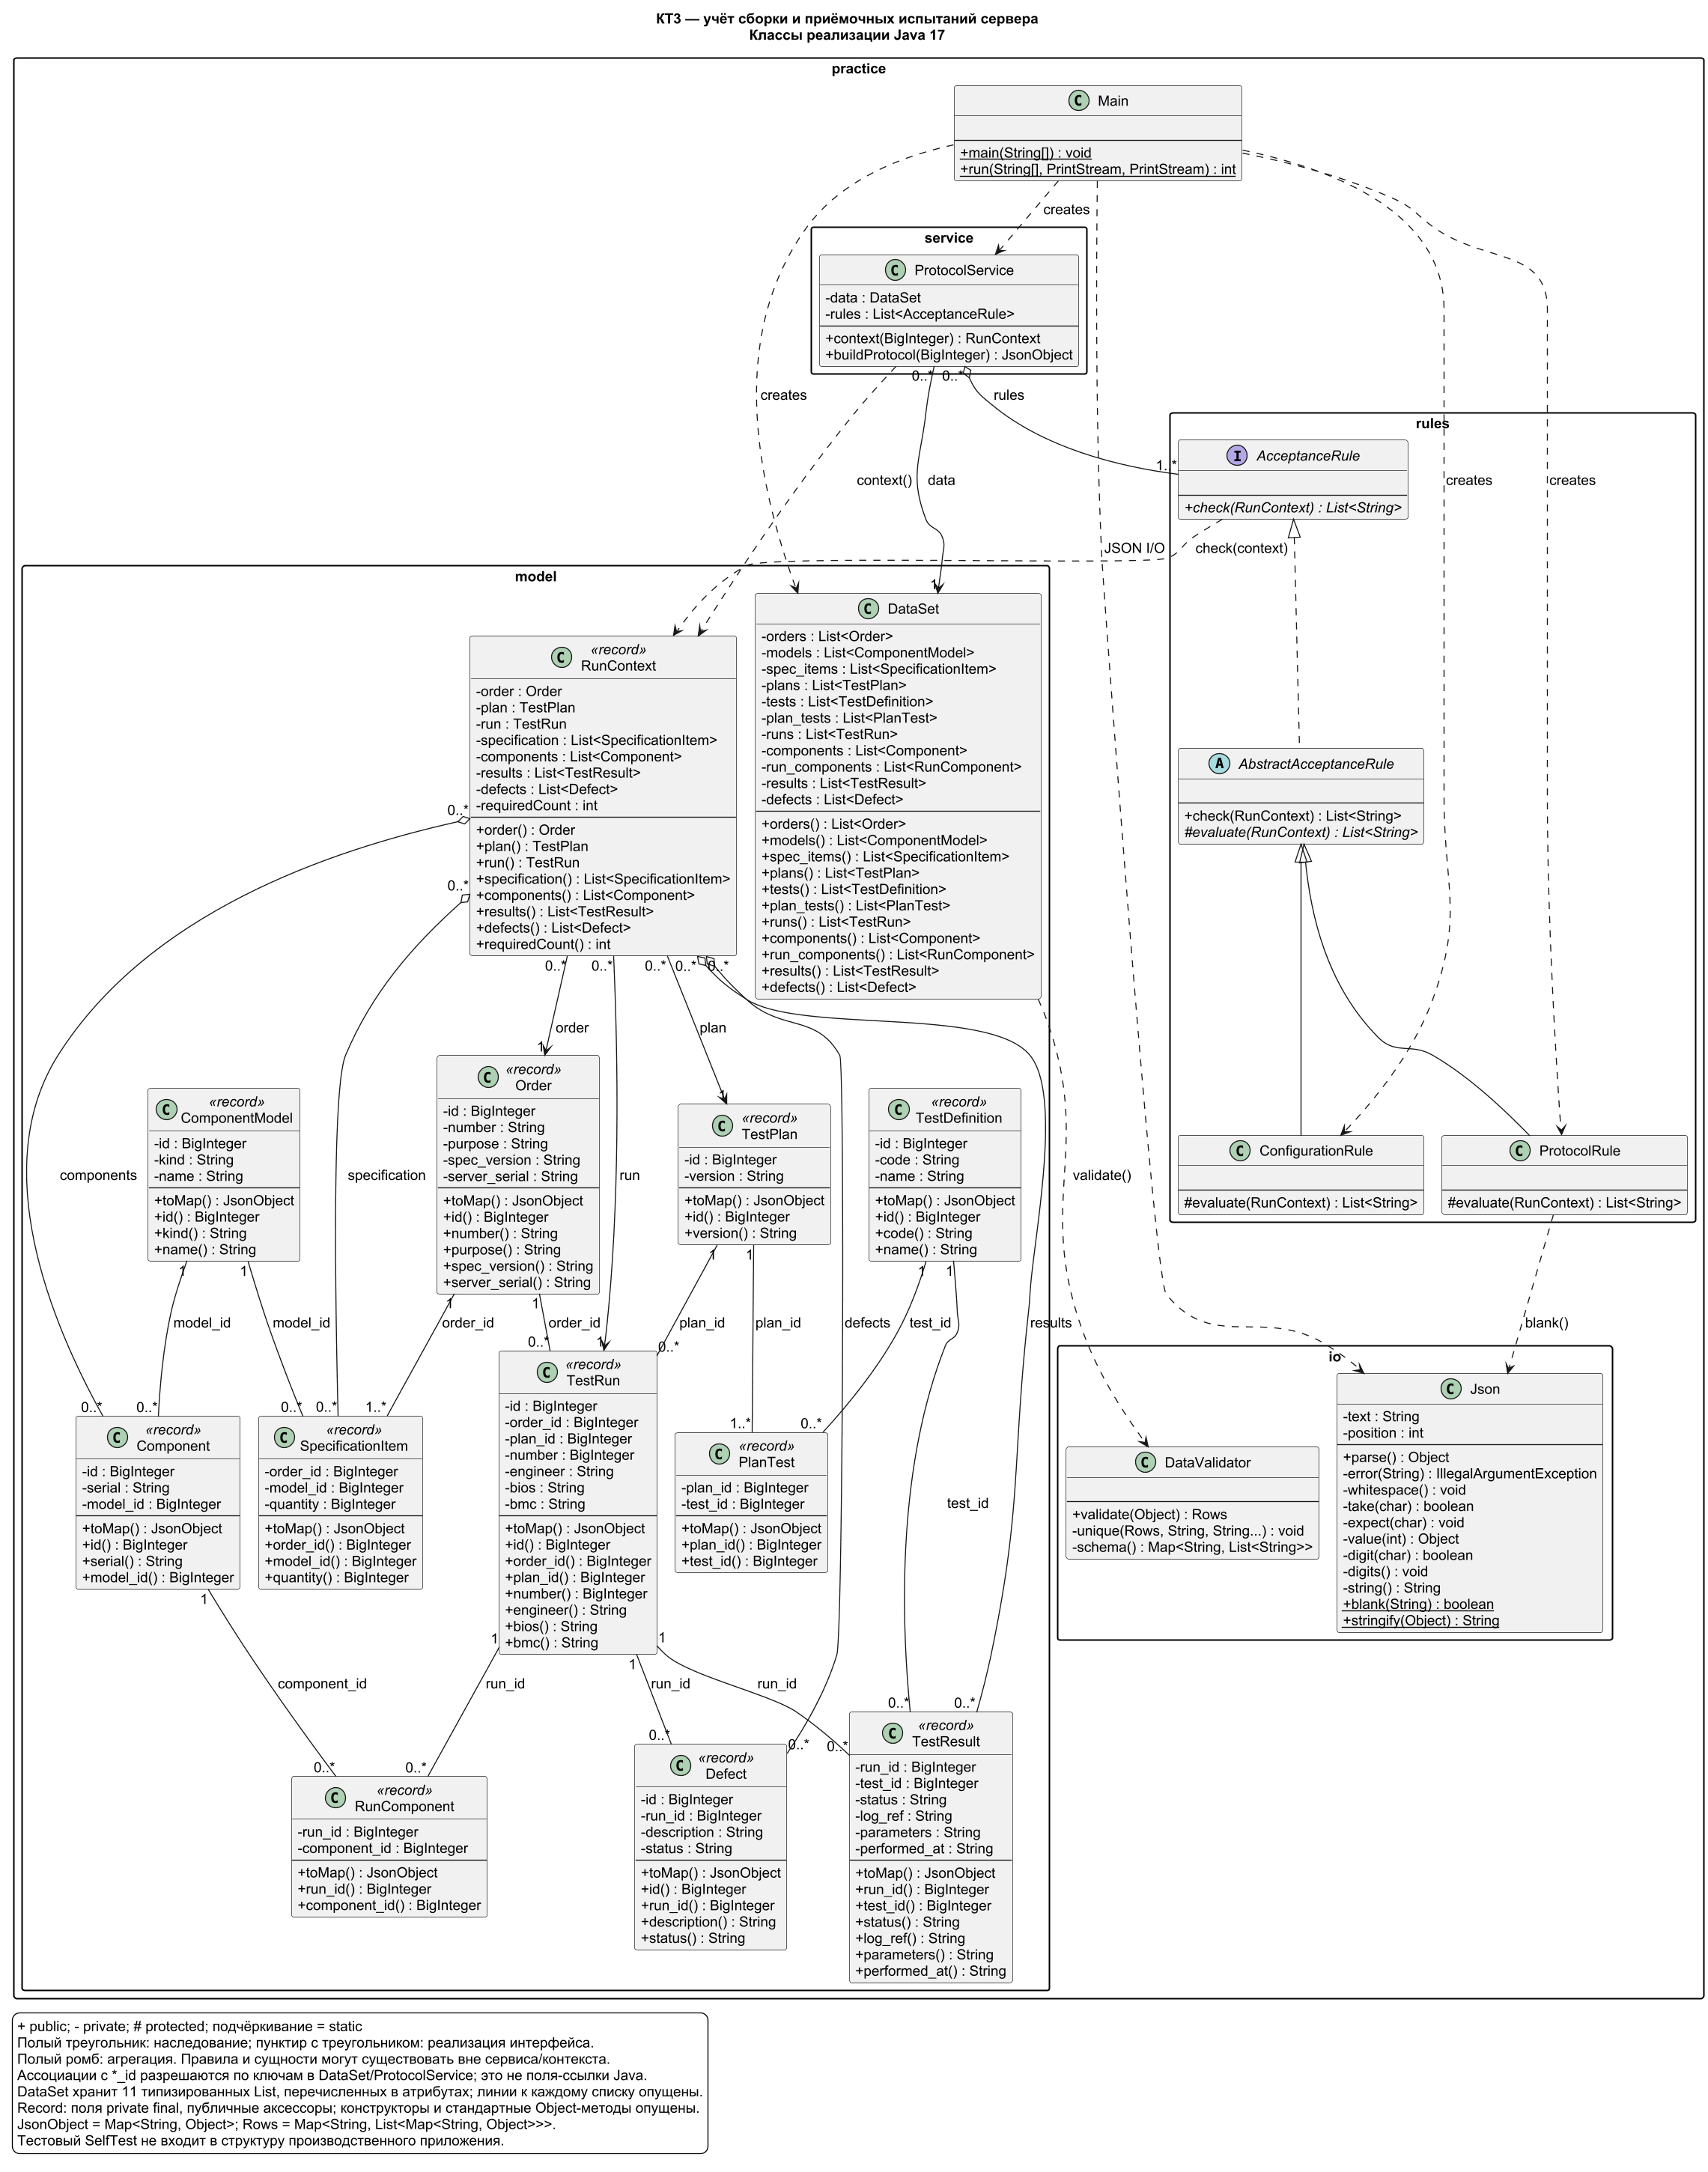 КТ3 — учёт сборки и приёмочных испытаний сервера
Классы реализации Java 17
practice
Main
+main(String[]) : void
+run(String[], PrintStream, PrintStream) : int
creates
service
ProtocolService
-data : DataSet
-rules : List<AcceptanceRule>
+context(BigInteger) : RunContext
+buildProtocol(BigInteger) : JsonObject
0..*
0..*
creates
rules
context()
data
1..*
rules
AcceptanceRule
+check(RunContext) : List<String>
creates
creates
JSON I/O
check(context)
AbstractAcceptanceRule
+check(RunContext) : List<String>
#evaluate(RunContext) : List<String>
ConfigurationRule
#evaluate(RunContext) : List<String>
ProtocolRule
#evaluate(RunContext) : List<String>
model
1
DataSet
-orders : List<Order>
-models : List<ComponentModel>
-spec_items : List<SpecificationItem>
-plans : List<TestPlan>
-tests : List<TestDefinition>
-plan_tests : List<PlanTest>
-runs : List<TestRun>
-components : List<Component>
-run_components : List<RunComponent>
-results : List<TestResult>
-defects : List<Defect>
+orders() : List<Order>
+models() : List<ComponentModel>
+spec_items() : List<SpecificationItem>
+plans() : List<TestPlan>
+tests() : List<TestDefinition>
+plan_tests() : List<PlanTest>
+runs() : List<TestRun>
+components() : List<Component>
+run_components() : List<RunComponent>
+results() : List<TestResult>
+defects() : List<Defect>
«record»
RunContext
-order : Order
-plan : TestPlan
-run : TestRun
-specification : List<SpecificationItem>
-components : List<Component>
-results : List<TestResult>
-defects : List<Defect>
-requiredCount : int
+order() : Order
+plan() : TestPlan
+run() : TestRun
+specification() : List<SpecificationItem>
+components() : List<Component>
+results() : List<TestResult>
+defects() : List<Defect>
+requiredCount() : int
0..*
0..*
0..*
0..*
0..*
0..*
0..*
order
plan
1
1
«record»
ComponentModel
-id : BigInteger
-kind : String
-name : String
+toMap() : JsonObject
+id() : BigInteger
+kind() : String
+name() : String
«record»
Order
-id : BigInteger
-number : String
-purpose : String
-spec_version : String
-server_serial : String
+toMap() : JsonObject
+id() : BigInteger
+number() : String
+purpose() : String
+spec_version() : String
+server_serial() : String
«record»
TestPlan
-id : BigInteger
-version : String
+toMap() : JsonObject
+id() : BigInteger
+version() : String
«record»
TestDefinition
-id : BigInteger
-code : String
-name : String
+toMap() : JsonObject
+id() : BigInteger
+code() : String
+name() : String
components
specification
run
validate()
1
1
1
1
1
1
1
1
model_id
model_id
order_id
order_id
plan_id
plan_id
defects
test_id
results
blank()
0..*
0..*
0..*
0..*
1..*
0..*
1
0..*
1..*
0..*
«record»
Component
-id : BigInteger
-serial : String
-model_id : BigInteger
+toMap() : JsonObject
+id() : BigInteger
+serial() : String
+model_id() : BigInteger
«record»
SpecificationItem
-order_id : BigInteger
-model_id : BigInteger
-quantity : BigInteger
+toMap() : JsonObject
+order_id() : BigInteger
+model_id() : BigInteger
+quantity() : BigInteger
«record»
TestRun
-id : BigInteger
-order_id : BigInteger
-plan_id : BigInteger
-number : BigInteger
-engineer : String
-bios : String
-bmc : String
+toMap() : JsonObject
+id() : BigInteger
+order_id() : BigInteger
+plan_id() : BigInteger
+number() : BigInteger
+engineer() : String
+bios() : String
+bmc() : String
«record»
PlanTest
-plan_id : BigInteger
-test_id : BigInteger
+toMap() : JsonObject
+plan_id() : BigInteger
+test_id() : BigInteger
test_id
io
DataValidator
+validate(Object) : Rows
-unique(Rows, String, String...) : void
-schema() : Map<String, List<String>>
Json
-text : String
-position : int
+parse() : Object
-error(String) : IllegalArgumentException
-whitespace() : void
-take(char) : boolean
-expect(char) : void
-value(int) : Object
-digit(char) : boolean
-digits() : void
-string() : String
+blank(String) : boolean
+stringify(Object) : String
1
1
1
1
component_id
run_id
run_id
run_id
0..*
0..*
0..*
0..*
0..*
0..*
0..*
«record»
RunComponent
-run_id : BigInteger
-component_id : BigInteger
+toMap() : JsonObject
+run_id() : BigInteger
+component_id() : BigInteger
«record»
Defect
-id : BigInteger
-run_id : BigInteger
-description : String
-status : String
+toMap() : JsonObject
+id() : BigInteger
+run_id() : BigInteger
+description() : String
+status() : String
«record»
TestResult
-run_id : BigInteger
-test_id : BigInteger
-status : String
-log_ref : String
-parameters : String
-performed_at : String
+toMap() : JsonObject
+run_id() : BigInteger
+test_id() : BigInteger
+status() : String
+log_ref() : String
+parameters() : String
+performed_at() : String
+ public; - private; # protected; подчёркивание = static
Полый треугольник: наследование; пунктир с треугольником: реализация интерфейса.
Полый ромб: агрегация. Правила и сущности могут существовать вне сервиса/контекста.
Ассоциации с *_id разрешаются по ключам в DataSet/ProtocolService; это не поля-ссылки Java.
DataSet хранит 11 типизированных List, перечисленных в атрибутах; линии к каждому списку опущены.
Record: поля private final, публичные аксессоры; конструкторы и стандартные Object-методы опущены.
JsonObject = Map<String, Object>; Rows = Map<String, List<Map<String, Object>>>.
Тестовый SelfTest не входит в структуру производственного приложения.